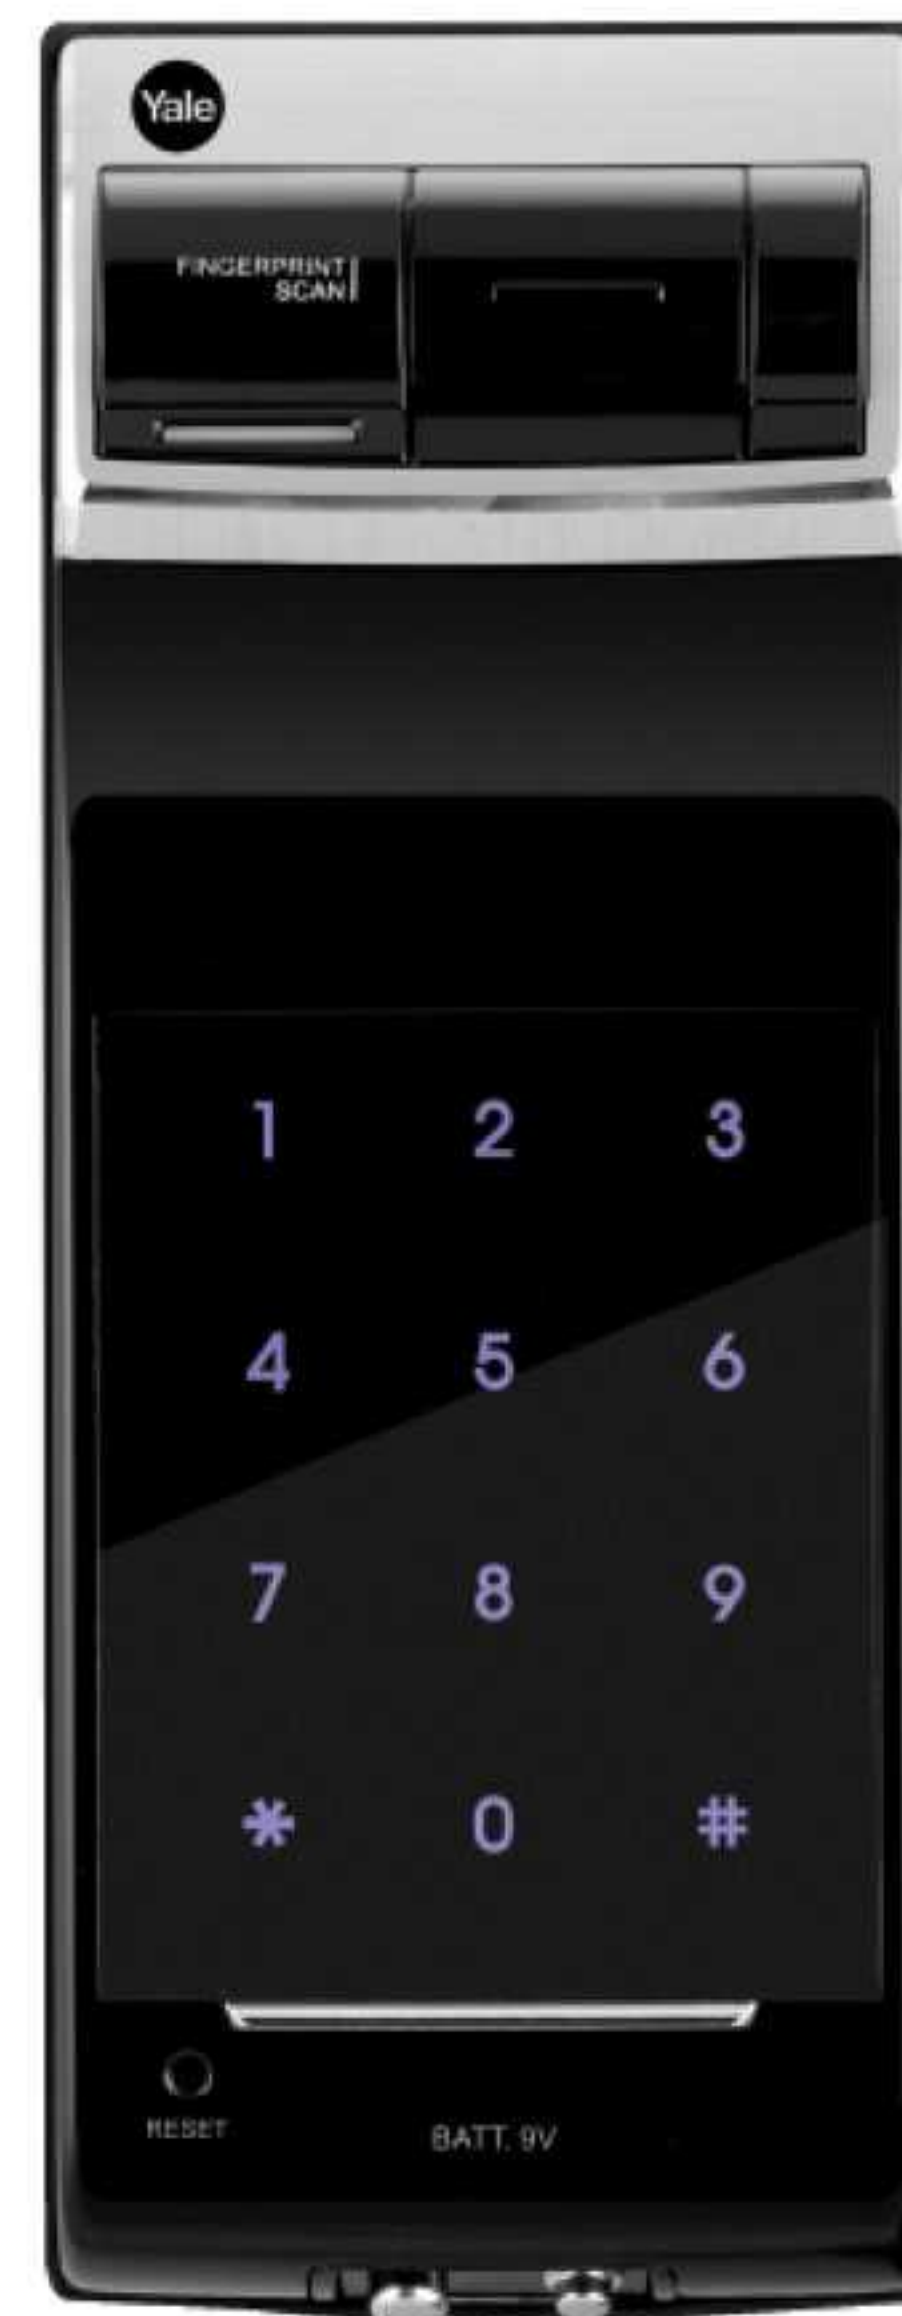 Yale
FINGERPRINT
SCAN
1 2 3
4 5 6
7 8 9
* 0 #
RESET
BATT. 9V